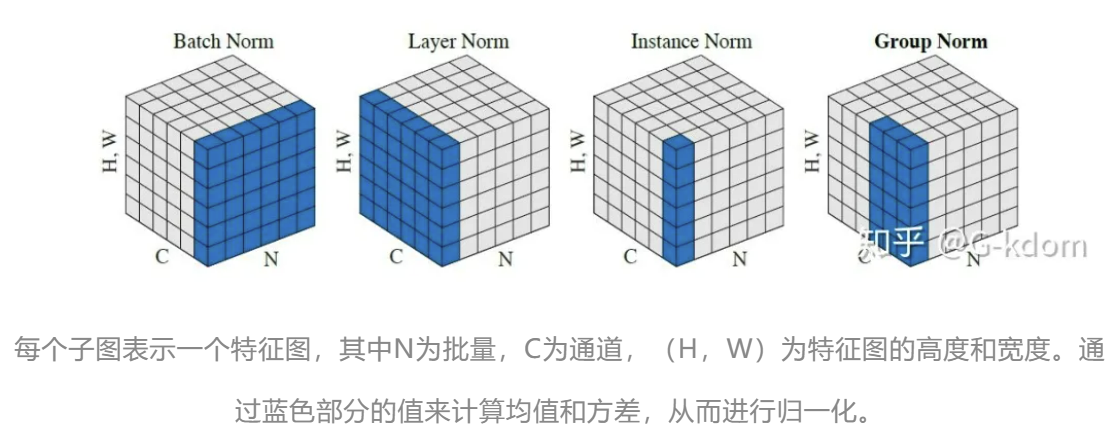 Batch Norm Layer Norm Instance Norm Group Norm
H, W H, W H, W H, W
C N C N C N C N
知乎 @G-kdom
每个子图表示一个特征图，其中N为批量，C为通道，（H，W）为特征图的高度和宽度。通
过蓝色部分的值来计算均值和方差，从而进行归一化。